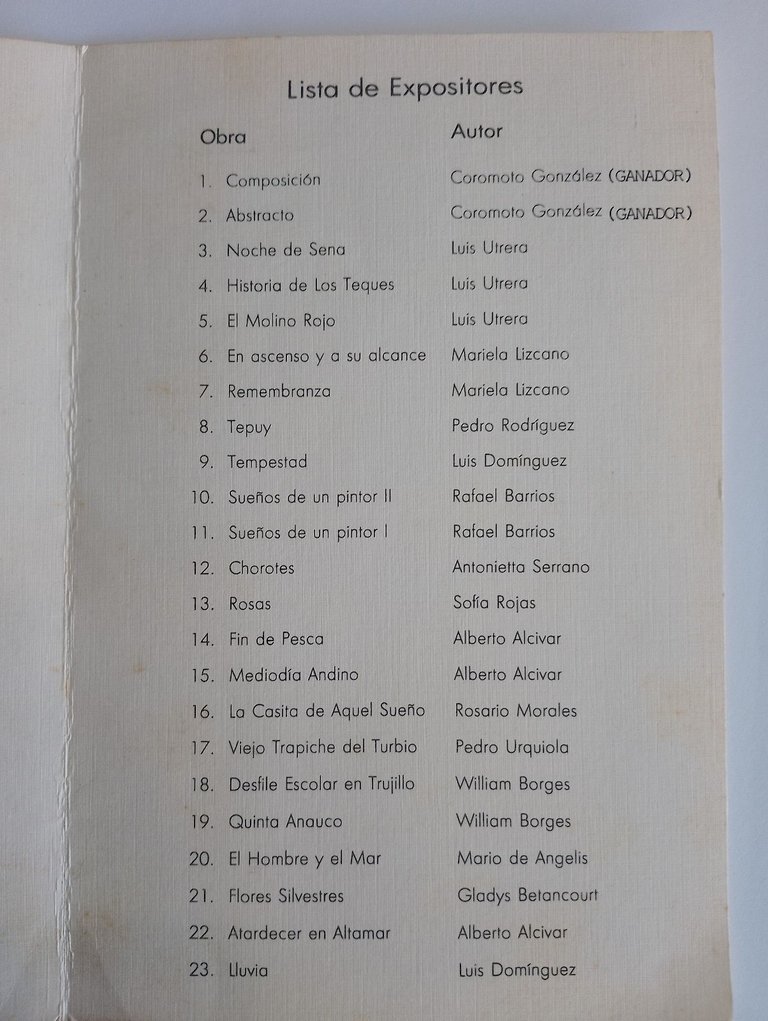 Lista de Expositores
Obra Autor
1. Composición Coromoto González (GANADOR)
2. Abstracto Coromoto González (GANADOR)
3. Noche de Sena Luis Utrera
4. Historia de Los Teques Luis Utrera
5. El Molino Rojo Luis Utrera
6. En ascenso y a su alcance Mariela Lizcano
7. Remembranza Mariela Lizcano
8. Tepuy Pedro Rodríguez
9. Tempestad Luis Domínguez
10. Sueños de un pintor II Rafael Barrios
11. Sueños de un pintor I Rafael Barrios
12. Chorotes Antonietta Serrano
13. Rosas Sofía Rojas
14. Fin de Pesca Alberto Alcivar
15. Mediodía Andino Alberto Alcivar
16. La Casita de Aquel Sueño Rosario Morales
17. Viejo Trapiche del Turbio Pedro Urquiola
18. Desfile Escolar en Trujillo William Borges
19. Quinta Anauco William Borges
20. El Hombre y el Mar Mario de Angelis
21. Flores Silvestres Gladys Betancourt
22. Atardecer en Altamar Alberto Alcivar
23. Lluvia Luis Domínguez